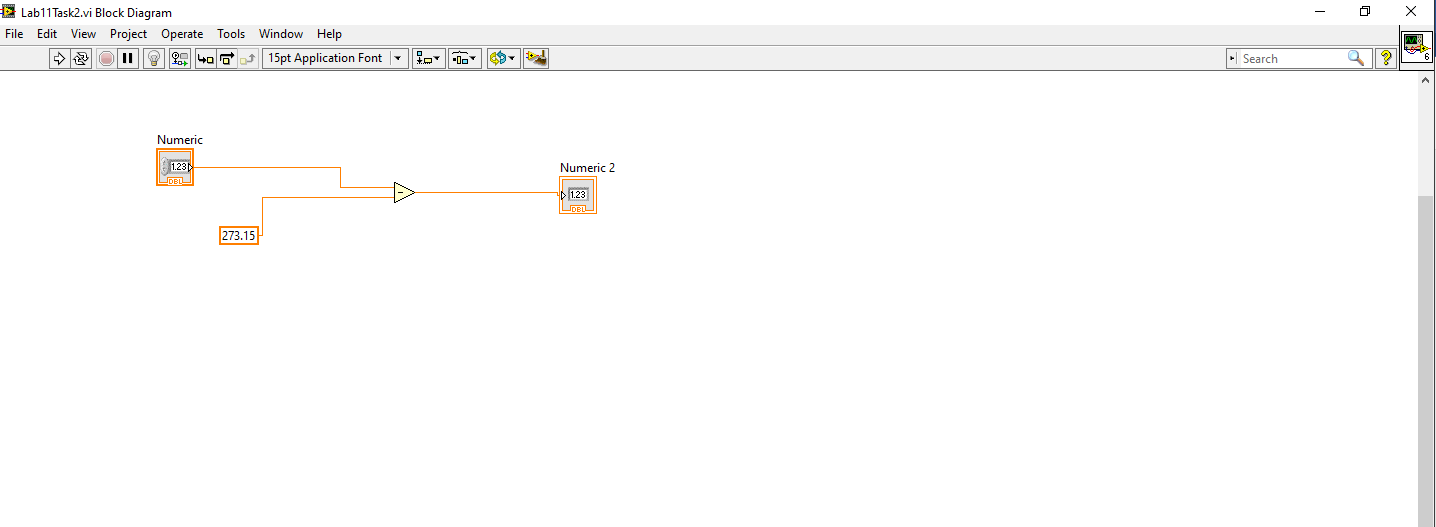 Lab11Task2.vi Block Diagram
File Edit View Project Operate Tools Window Help
15pt Application Font
Search
?
6
Numeric
1.23
DBL
Numeric 2
1.23
DBL
273.15